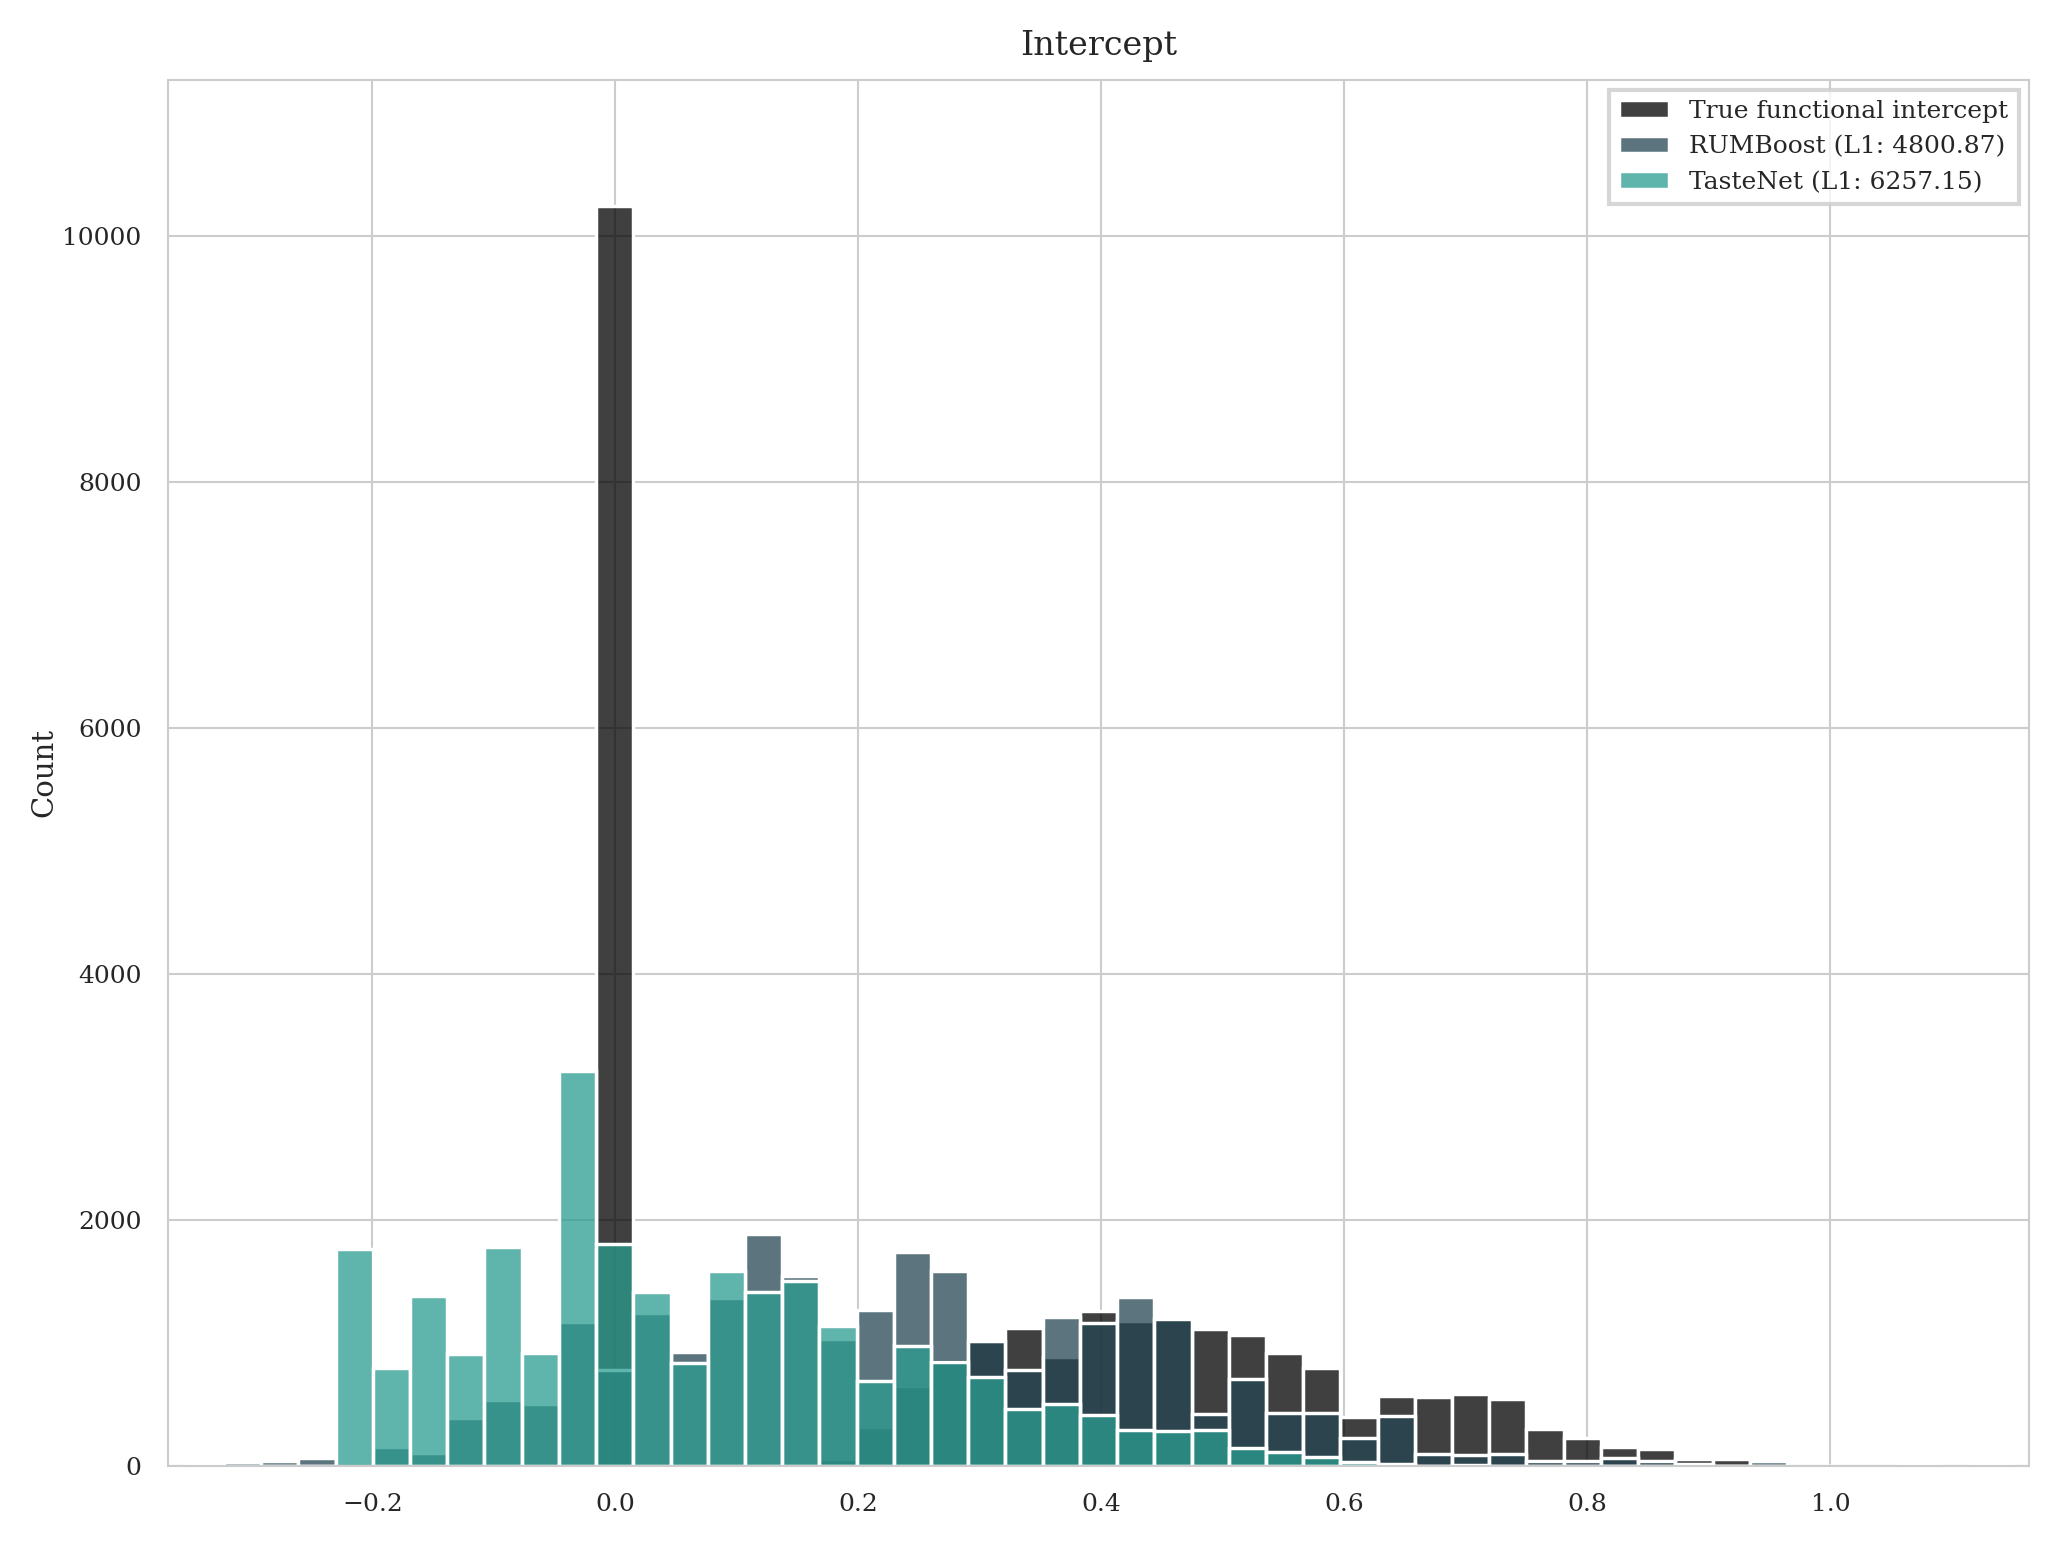 Intercept
True functional intercept
RUMBoost (L1: 4800.87)
TasteNet (L1: 6257.15)
Count
10000
8000
6000
4000
2000
0
−0.2
0.0
0.2
0.4
0.6
0.8
1.0